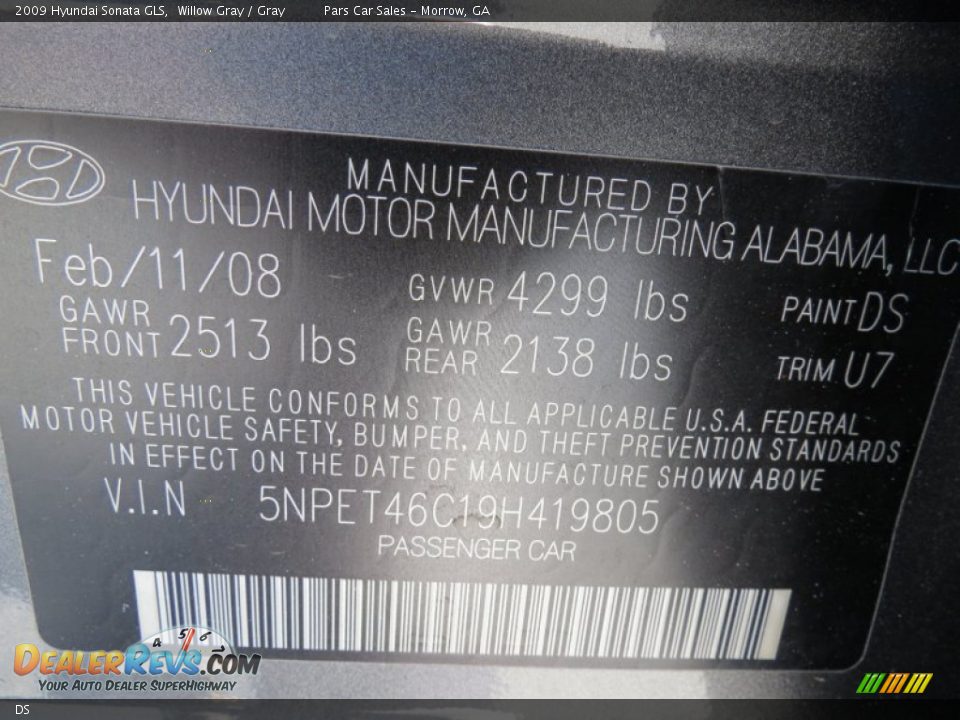 2009 Hyundai Sonata GLS, Willow Gray / Gray Pars Car Sales - Morrow, GA
MANUFACTURED BY
HYUNDAI MOTOR MANUFACTURING ALABAMA, LLC
Feb/11/08 GVWR 4299 lbs PAINT DS
GAWR FRONT 2513 lbs GAWR REAR 2138 lbs TRIM U7
THIS VEHICLE CONFORMS TO ALL APPLICABLE U.S.A. FEDERAL
MOTOR VEHICLE SAFETY, BUMPER, AND THEFT PREVENTION STANDARDS
IN EFFECT ON THE DATE OF MANUFACTURE SHOWN ABOVE
V.I.N 5NPET46C19H419805
PASSENGER CAR
4 5 6
DEALERREVS.COM
YOUR AUTO DEALER SUPERHIGHWAY
DS